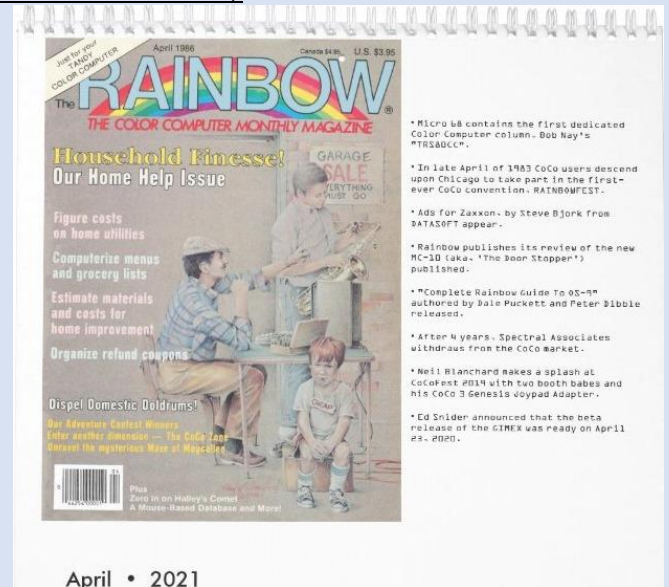 Just for your
TANDY
COLOR COMPUTER
April 1986
Canada $4.95
U.S. $3.95
The RAINBOW®
THE COLOR COMPUTER MONTHLY MAGAZINE
Household Finesse!
Our Home Help Issue
GARAGE
SALE
EVERYTHING
MUST GO
Figure costs
on home utilities
Computerize menus
and grocery lists
Estimate materials
and costs for
home improvement
Organize refund coupons
CHEAP
Dispel Domestic Doldrums!
Our Adventure Contest Winners
Enter another dimension — The CoCo Zone
Unravel the mysterious Maze of Moycullen
Plus
Zero in on Halley's Comet
A Mouse-Based Database and More!
* Micro 68 contains the first dedicated
Color Computer column. Bob Nay's
"TRS80CC".
* In late April of 1983 CoCo users descend
upon Chicago to take part in the first-
ever CoCo convention. RAINBOWFEST.
* Ads for Zaxxon. by Steve Bjork from
DATASOFT appear.
* Rainbow publishes its review of the new
MC-10 (aka. 'The Door Stopper')
published.
* "Complete Rainbow Guide To OS-9"
authored by Dale Puckett and Peter Dibble
released.
* After 4 years. Spectral Associates
withdraws from the CoCo market.
* Neil Blanchard makes a splash at
CoCoFest 2014 with two booth babes and
his CoCo 3 Genesis Joypad Adapter.
* Ed Snider announced that the beta
release of the GIMEX was ready on April
23. 2020.
April • 2021